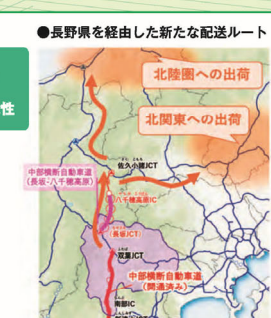 ●長野県を経由した新たな配送ルート
性
北陸圏への出荷
北関東への出荷
佐久小諸JCT
中部横断自動車道
(長坂-八千穂高原)
八千穂高原IC
(長坂JCT)
双葉JCT
中部横断自動車道
(開通済み)
南部IC